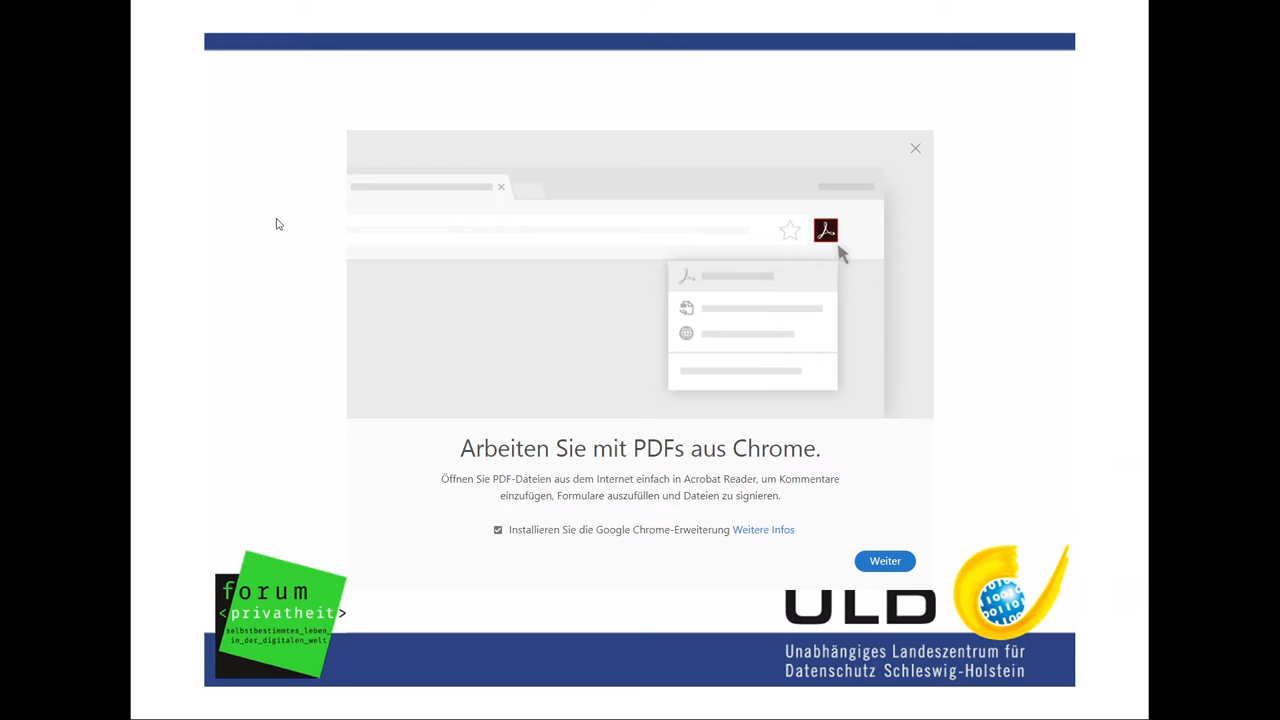 Arbeiten Sie mit PDFs aus Chrome.
Öffnen Sie PDF-Dateien aus dem Internet einfach in Acrobat Reader, um Kommentare
einzufügen, Formulare auszufüllen und Dateien zu signieren.
Installieren Sie die Google Chrome-Erweiterung Weitere Infos
Weiter
forum
<privatheit>
selbstbestimmtes_leben_
in_der_digitalen_welt
ULD
Unabhängiges Landeszentrum für
Datenschutz Schleswig-Holstein